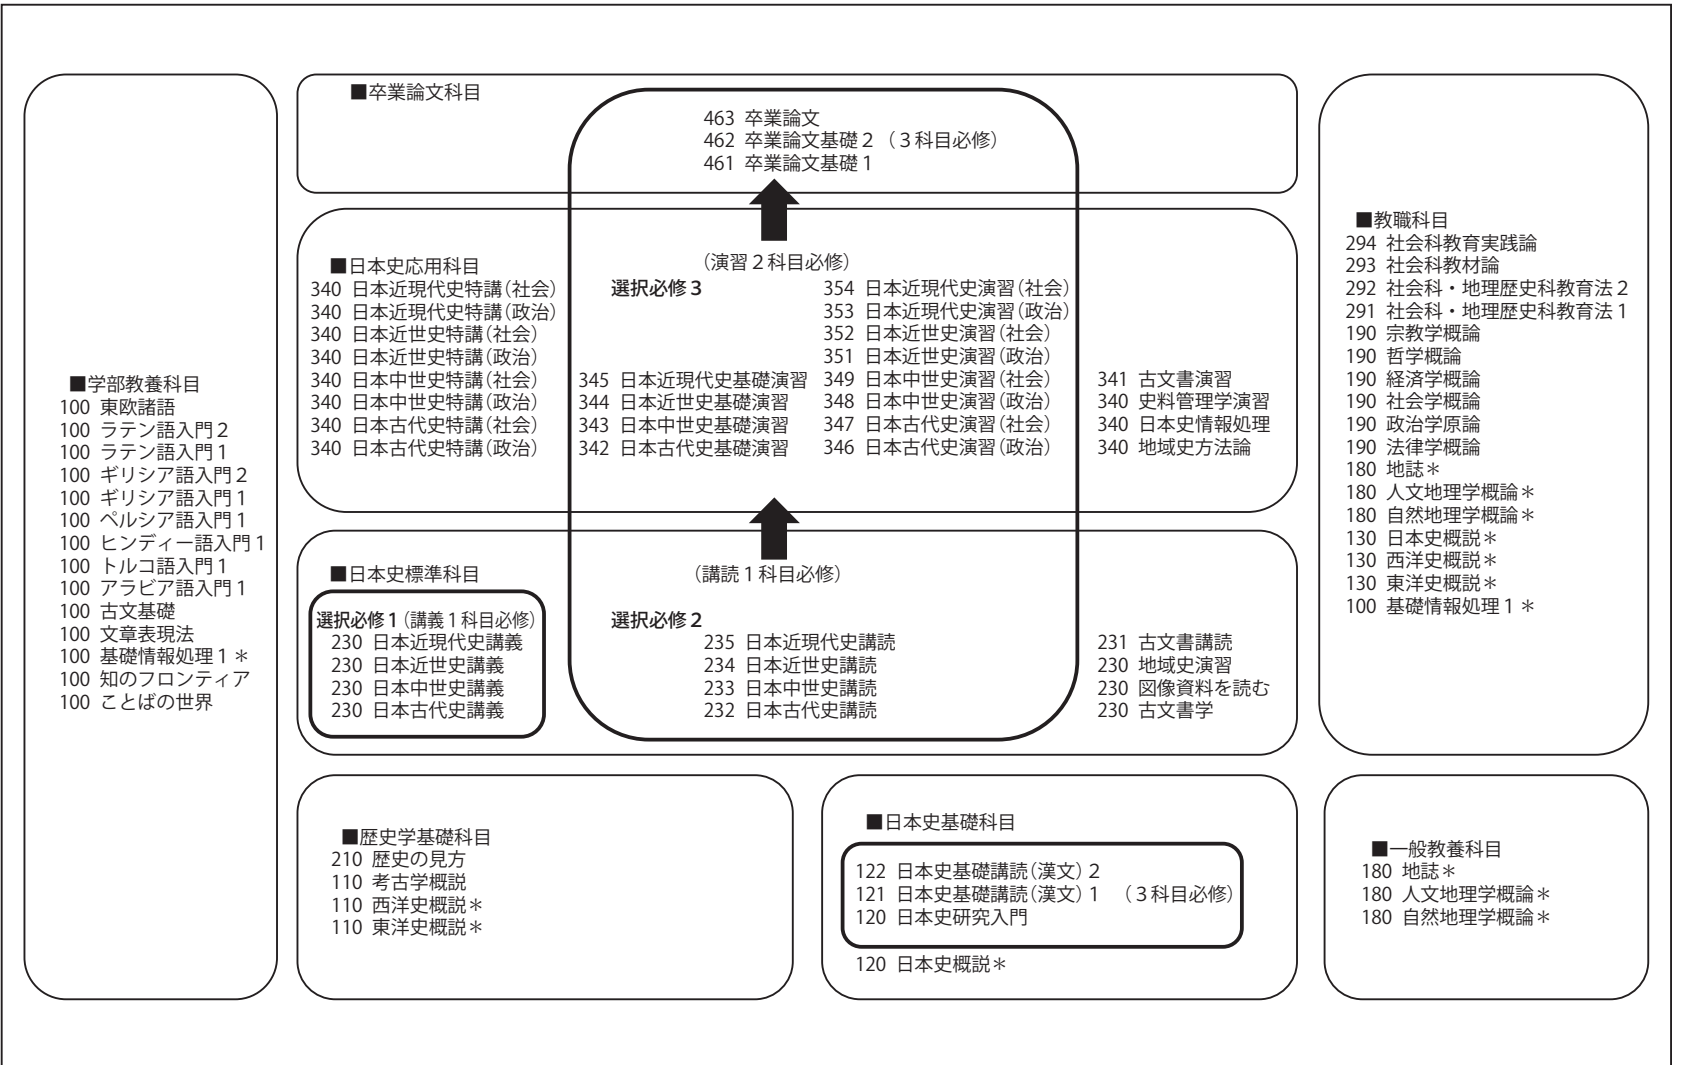 ■学部教養科目
100 東欧諸語
100 ラテン語入門2
100 ラテン語入門1
100 ギリシア語入門2
100 ギリシア語入門1
100 ペルシア語入門1
100 ヒンディー語入門1
100 トルコ語入門1
100 アラビア語入門1
100 古文基礎
100 文章表現法
100 基礎情報処理1＊
100 知のフロンティア
100 ことばの世界
■卒業論文科目
463 卒業論文
462 卒業論文基礎2（3科目必修）
461 卒業論文基礎1
■日本史応用科目
340 日本近現代史特講（社会）
340 日本近現代史特講（政治）
340 日本近世史特講（社会）
340 日本近世史特講（政治）
340 日本中世史特講（社会）
340 日本中世史特講（政治）
340 日本古代史特講（社会）
340 日本古代史特講（政治）
（演習2科目必修）
選択必修3
345 日本近現代史基礎演習
344 日本近世史基礎演習
343 日本中世史基礎演習
342 日本古代史基礎演習
354 日本近現代史演習（社会）
353 日本近現代史演習（政治）
352 日本近世史演習（社会）
351 日本近世史演習（政治）
349 日本中世史演習（社会）
348 日本中世史演習（政治）
347 日本古代史演習（社会）
346 日本古代史演習（政治）
341 古文書演習
340 史料管理学演習
340 日本史情報処理
340 地域史方法論
■日本史標準科目
選択必修1（講義1科目必修）
230 日本近現代史講義
230 日本近世史講義
230 日本中世史講義
230 日本古代史講義
（講読1科目必修）
選択必修2
235 日本近現代史講読
234 日本近世史講読
233 日本中世史講読
232 日本古代史講読
231 古文書講読
230 地域史演習
230 図像資料を読む
230 古文書学
■歴史学基礎科目
210 歴史の見方
110 考古学概説
110 西洋史概説＊
110 東洋史概説＊
■日本史基礎科目
122 日本史基礎講読（漢文）2
121 日本史基礎講読（漢文）1 （3科目必修）
120 日本史研究入門
120 日本史概説＊
■教職科目
294 社会科教育実践論
293 社会科教材論
292 社会科・地理歴史科教育法2
291 社会科・地理歴史科教育法1
190 宗教学概論
190 哲学概論
190 経済学概論
190 社会学概論
190 政治学原論
190 法律学概論
180 地誌＊
180 人文地理学概論＊
180 自然地理学概論＊
130 日本史概説＊
130 西洋史概説＊
130 東洋史概説＊
100 基礎情報処理1＊
■一般教養科目
180 地誌＊
180 人文地理学概論＊
180 自然地理学概論＊